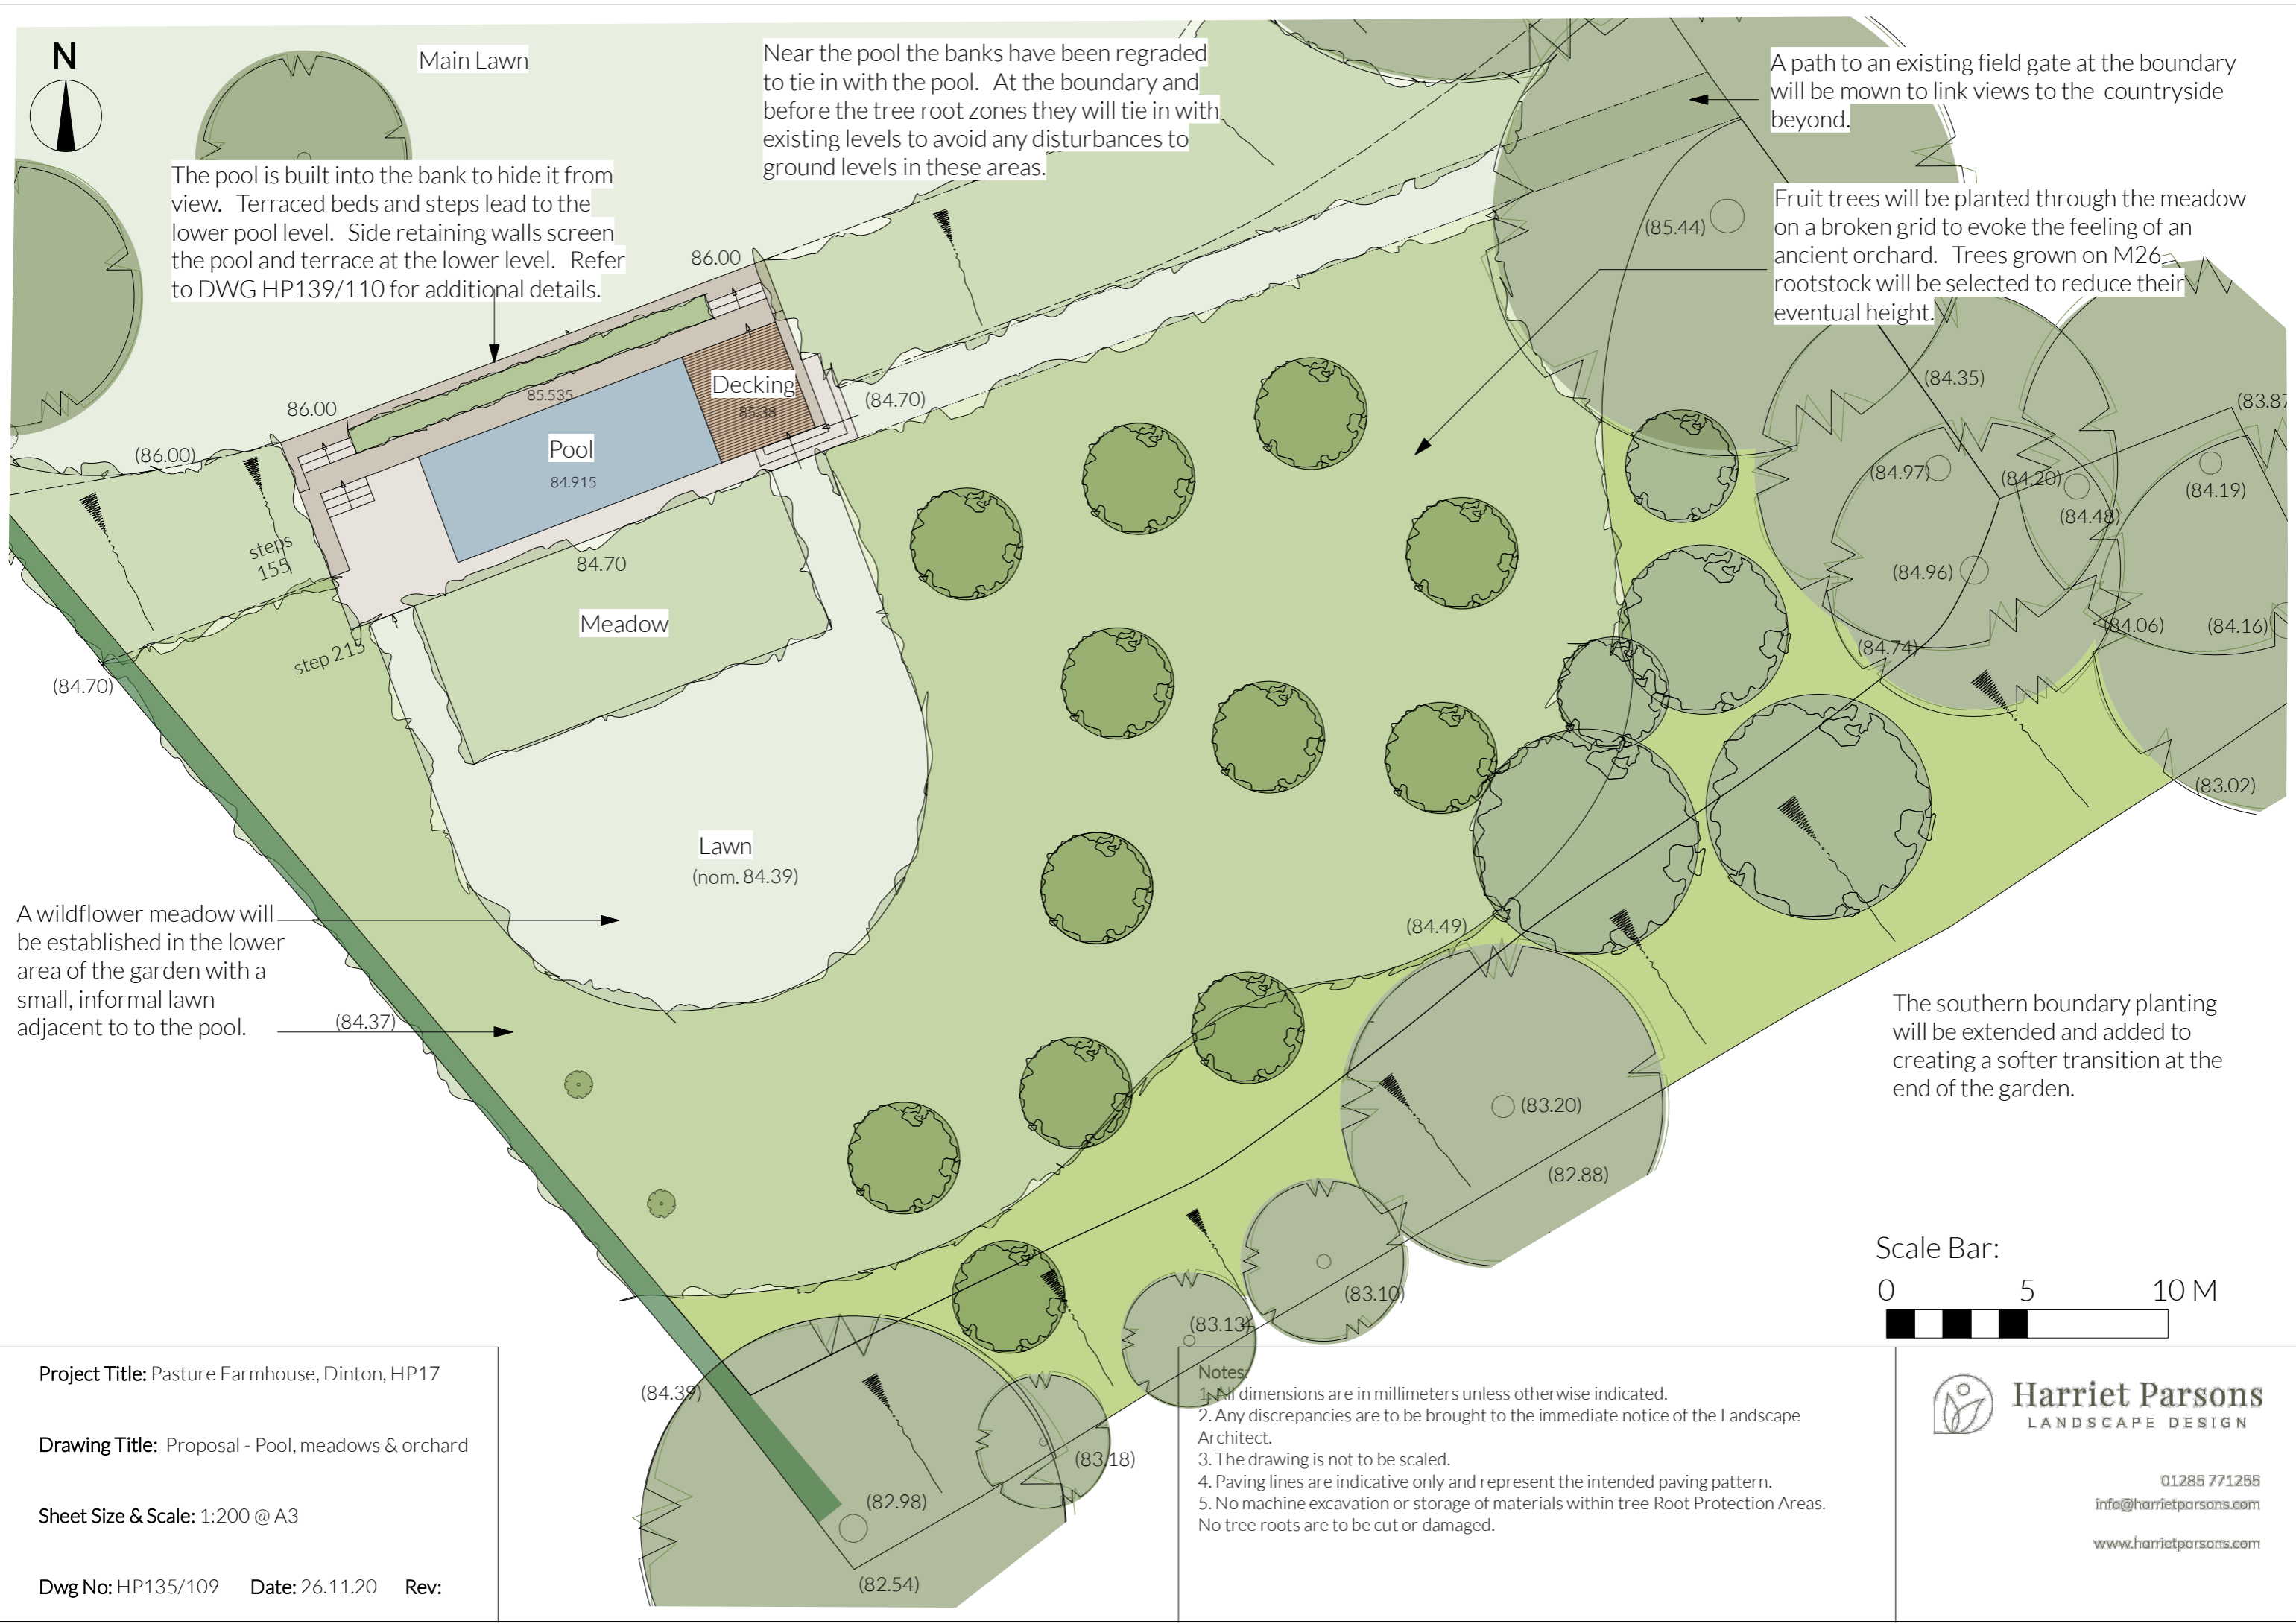 N
Main Lawn
Near the pool the banks have been regraded
to tie in with the pool. At the boundary and
before the tree root zones they will tie in with
existing levels to avoid any disturbances to
ground levels in these areas.
A path to an existing field gate at the boundary
will be mown to link views to the countryside
beyond.
The pool is built into the bank to hide it from
view. Terraced beds and steps lead to the
lower pool level. Side retaining walls screen
the pool and terrace at the lower level. Refer
to DWG HP139/110 for additional details.
Fruit trees will be planted through the meadow
on a broken grid to evoke the feeling of an
ancient orchard. Trees grown on M26
rootstock will be selected to reduce their
eventual height.
(85.44)
86.00
86.00
(86.00)
85.535
Decking
85.38
(84.70)
Pool
84.915
(84.35)
(83.87
(84.97)
(84.20)
(84.19)
(84.48)
steps
155
84.70
(84.96)
Meadow
(84.06)
(84.16)
(84.74)
step 215
(84.70)
(83.02)
Lawn
(nom. 84.39)
A wildflower meadow will
be established in the lower
area of the garden with a
small, informal lawn
adjacent to to the pool.
(84.37)
(84.49)
The southern boundary planting
will be extended and added to
creating a softer transition at the
end of the garden.
(83.20)
(82.88)
(83.10)
(83.13)
(84.39)
(83.18)
(82.98)
(82.54)
Scale Bar:
0 5 10 M
Project Title: Pasture Farmhouse, Dinton, HP17
Drawing Title: Proposal - Pool, meadows & orchard
Sheet Size & Scale: 1:200 @ A3
Dwg No: HP135/109 Date: 26.11.20 Rev:
Notes:
1. All dimensions are in millimeters unless otherwise indicated.
2. Any discrepancies are to be brought to the immediate notice of the Landscape
Architect.
3. The drawing is not to be scaled.
4. Paving lines are indicative only and represent the intended paving pattern.
5. No machine excavation or storage of materials within tree Root Protection Areas.
No tree roots are to be cut or damaged.
Harriet Parsons
LANDSCAPE DESIGN
01285 771255
info@harrietparsons.com
www.harrietparsons.com